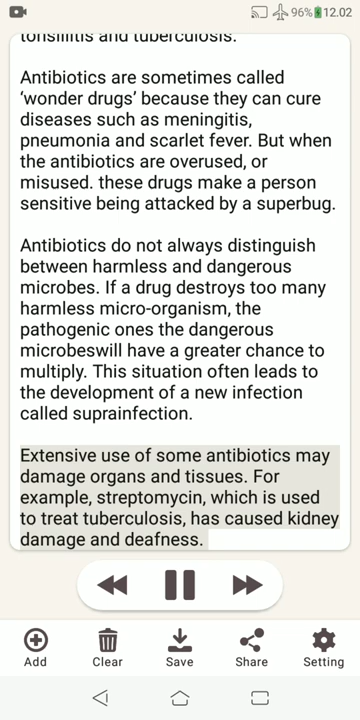 96% 12.02
tonsillitis and tuberculosis.
Antibiotics are sometimes called
‘wonder drugs’ because they can cure
diseases such as meningitis,
pneumonia and scarlet fever. But when
the antibiotics are overused, or
misused. these drugs make a person
sensitive being attacked by a superbug.
Antibiotics do not always distinguish
between harmless and dangerous
microbes. If a drug destroys too many
harmless micro-organism, the
pathogenic ones the dangerous
microbeswill have a greater chance to
multiply. This situation often leads to
the development of a new infection
called suprainfection.
Extensive use of some antibiotics may
damage organs and tissues. For
example, streptomycin, which is used
to treat tuberculosis, has caused kidney
damage and deafness.
Add Clear Save Share Setting